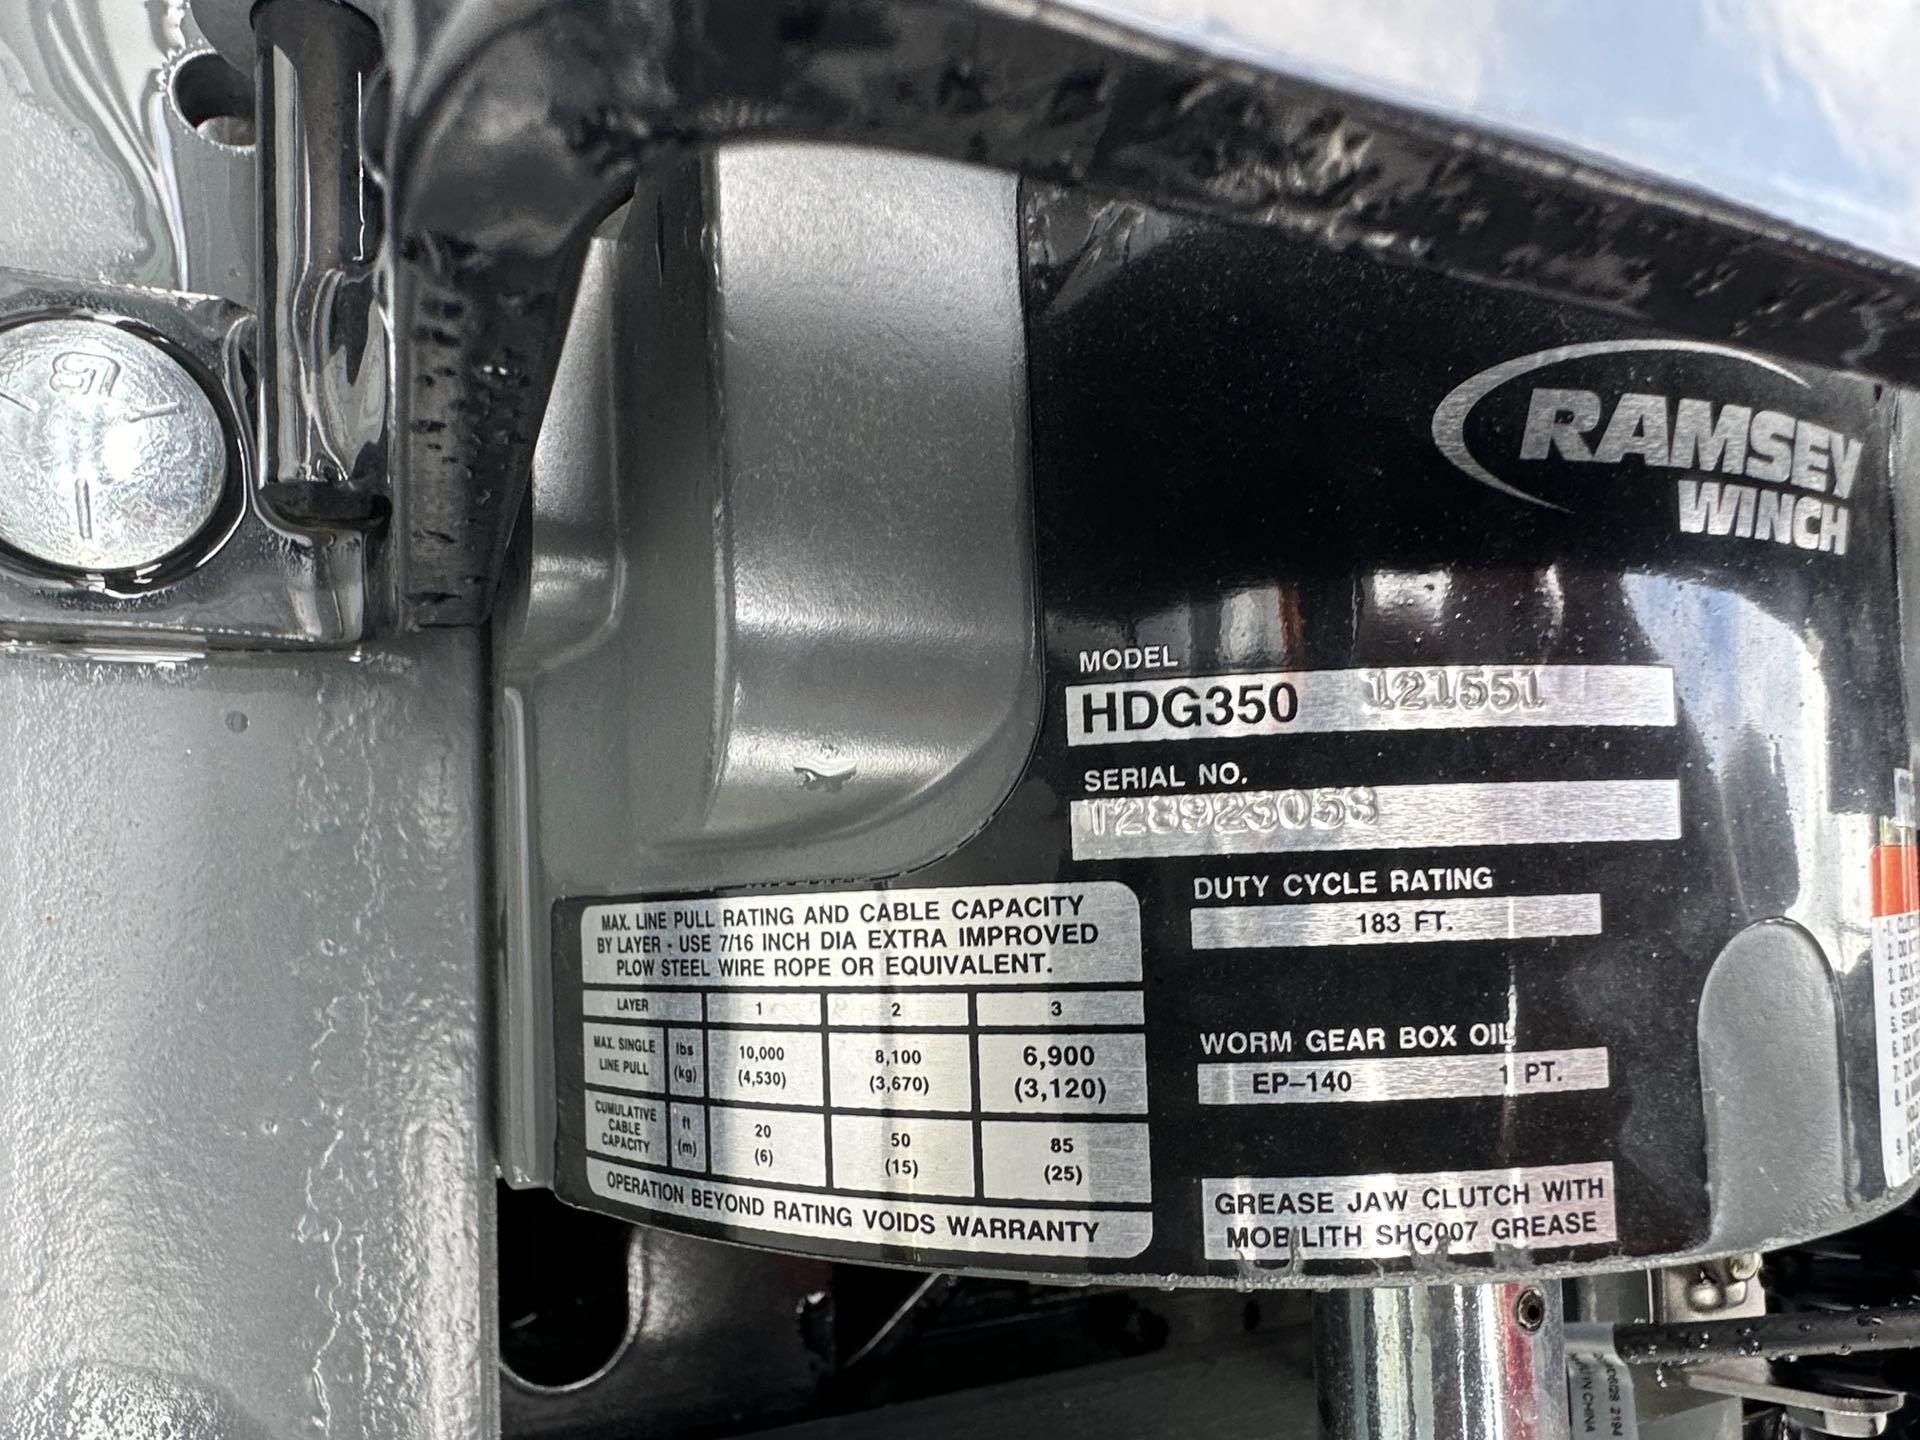 RAMSEY
WINCH
MODEL
HDG350 121551
SERIAL NO.
T28923058
DUTY CYCLE RATING
183 FT.
WORM GEAR BOX OIL
EP–140 1 PT.
GREASE JAW CLUTCH WITH
MOBILITH SHC007 GREASE
MAX. LINE PULL RATING AND CABLE CAPACITY
BY LAYER - USE 7/16 INCH DIA EXTRA IMPROVED
PLOW STEEL WIRE ROPE OR EQUIVALENT.
LAYER 1 2 3
MAX. SINGLE LINE PULL lbs (kg) 10,000 (4,530) 8,100 (3,670) 6,900 (3,120)
CUMULATIVE CABLE CAPACITY ft (m) 20 (6) 50 (15) 85 (25)
OPERATION BEYOND RATING VOIDS WARRANTY
IN CHINA